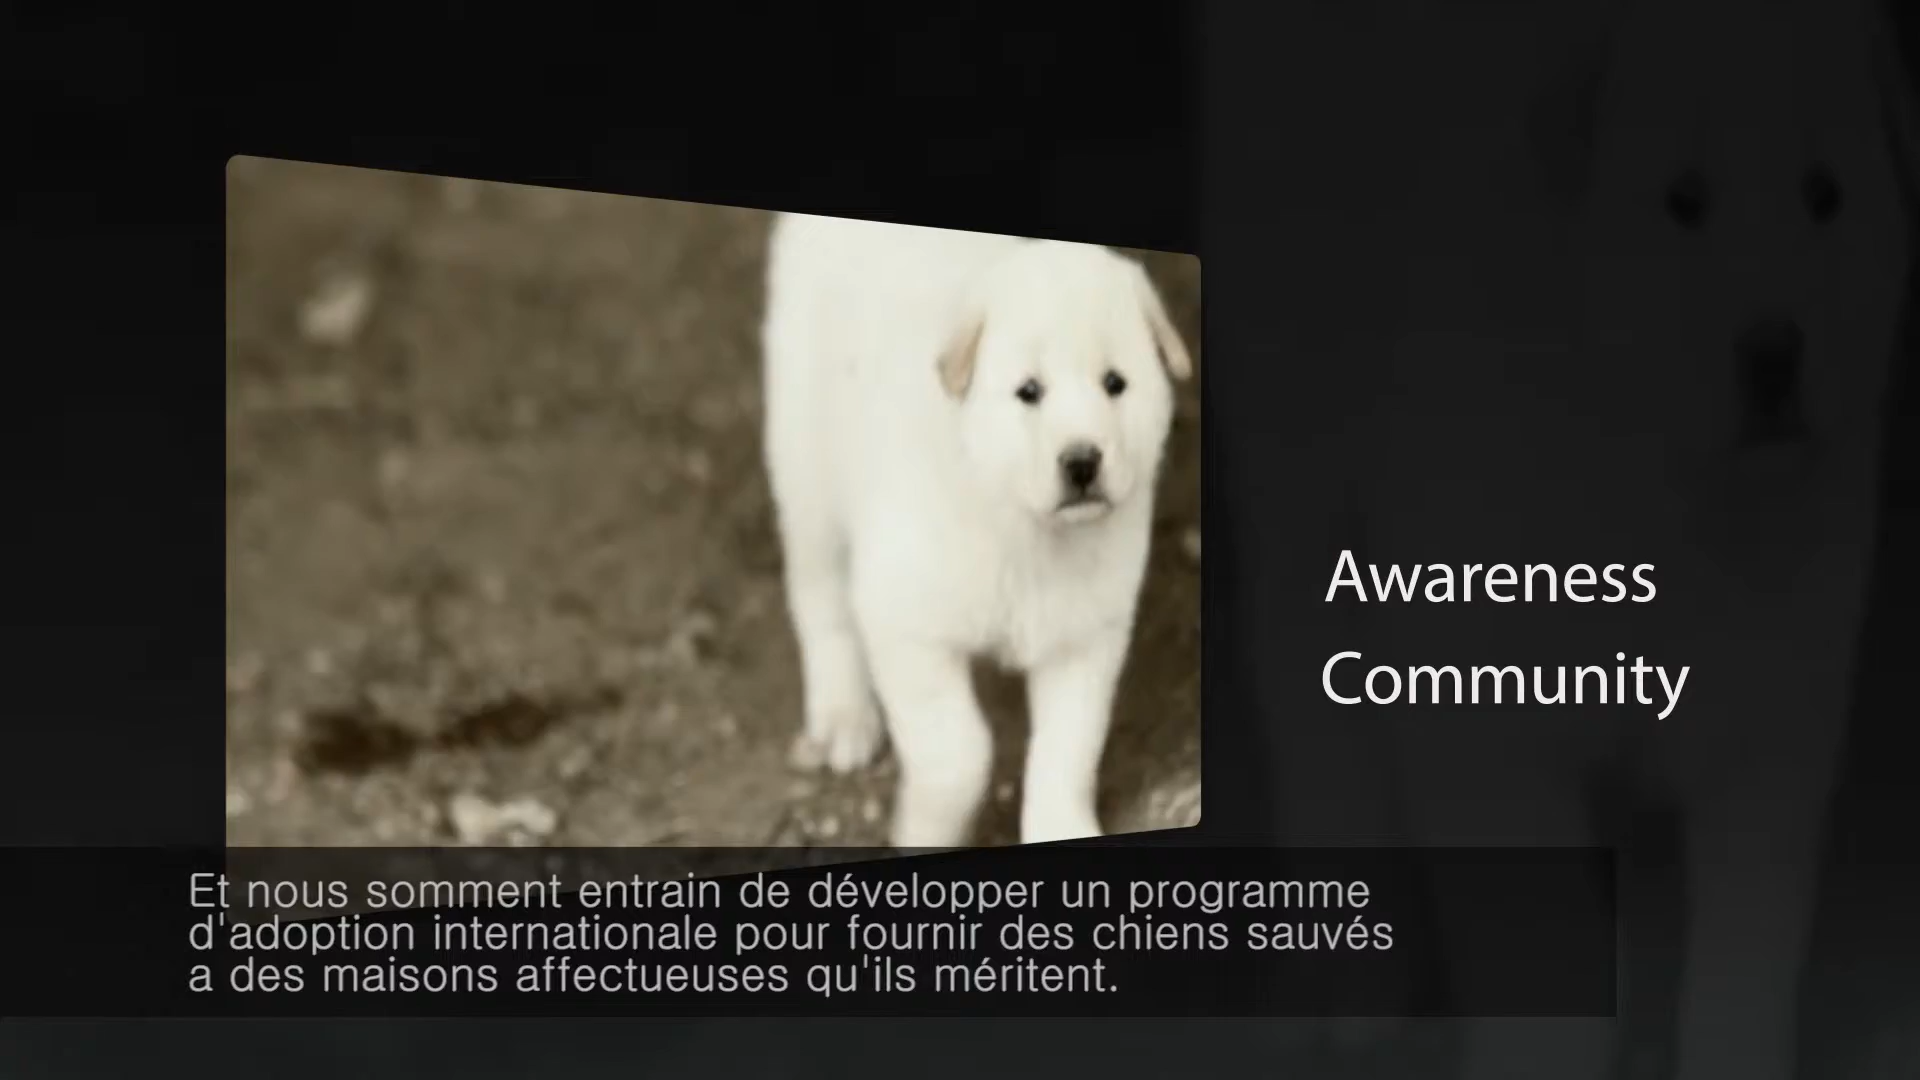 Awareness
Community
Et nous somment entrain de développer un programme
d'adoption internationale pour fournir des chiens sauvés
a des maisons affectueuses qu'ils méritent.